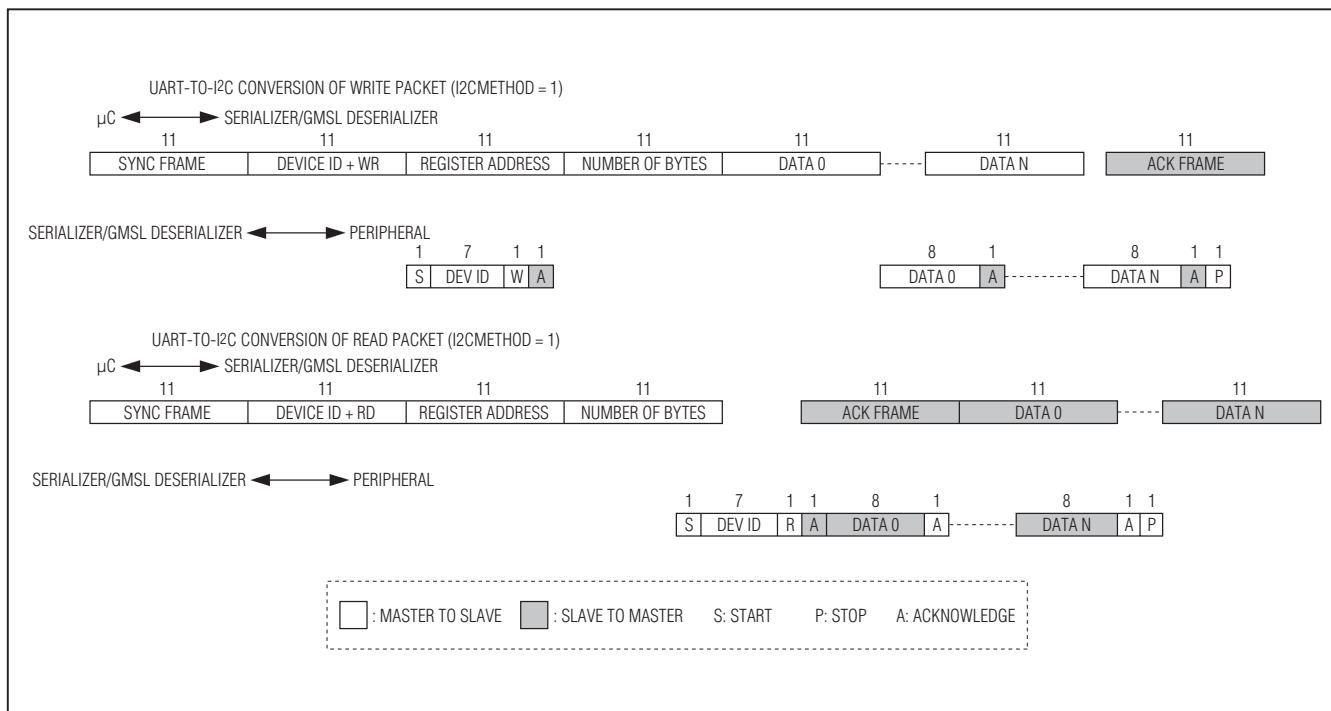 UART-TO-I2C CONVERSION OF WRITE PACKET (I2CMETHOD = 1)
µC SERIALIZER/GMSL DESERIALIZER
11 11 11 11 11 11 11
SYNC FRAME DEVICE ID + WR REGISTER ADDRESS NUMBER OF BYTES DATA 0 DATA N ACK FRAME
SERIALIZER/GMSL DESERIALIZER PERIPHERAL
1 7 1 1 8 1 8 1 1
S DEV ID W A DATA 0 A DATA N A P
UART-TO-I2C CONVERSION OF READ PACKET (I2CMETHOD = 1)
µC SERIALIZER/GMSL DESERIALIZER
11 11 11 11 11 11 11
SYNC FRAME DEVICE ID + RD REGISTER ADDRESS NUMBER OF BYTES ACK FRAME DATA 0 DATA N
SERIALIZER/GMSL DESERIALIZER PERIPHERAL
1 7 1 1 8 1 8 1 1
S DEV ID R A DATA 0 A DATA N A P
: MASTER TO SLAVE : SLAVE TO MASTER S: START P: STOP A: ACKNOWLEDGE